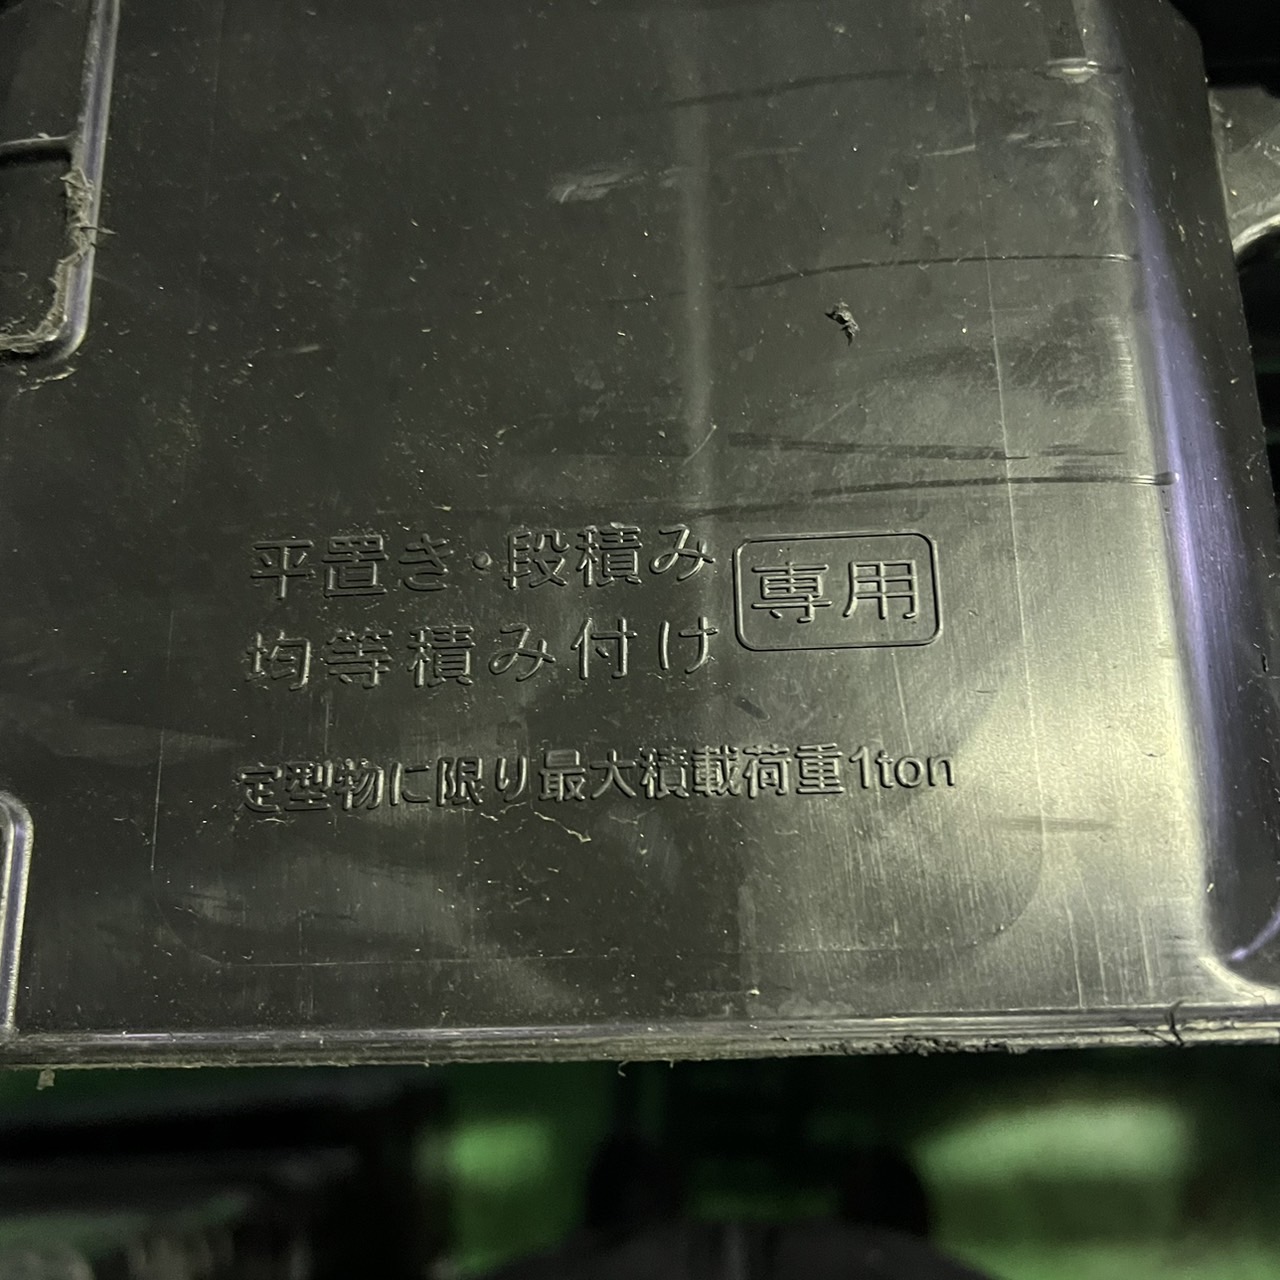 平置き・段積み 専用
均等積み付け
定型物に限り最大積載荷重1ton